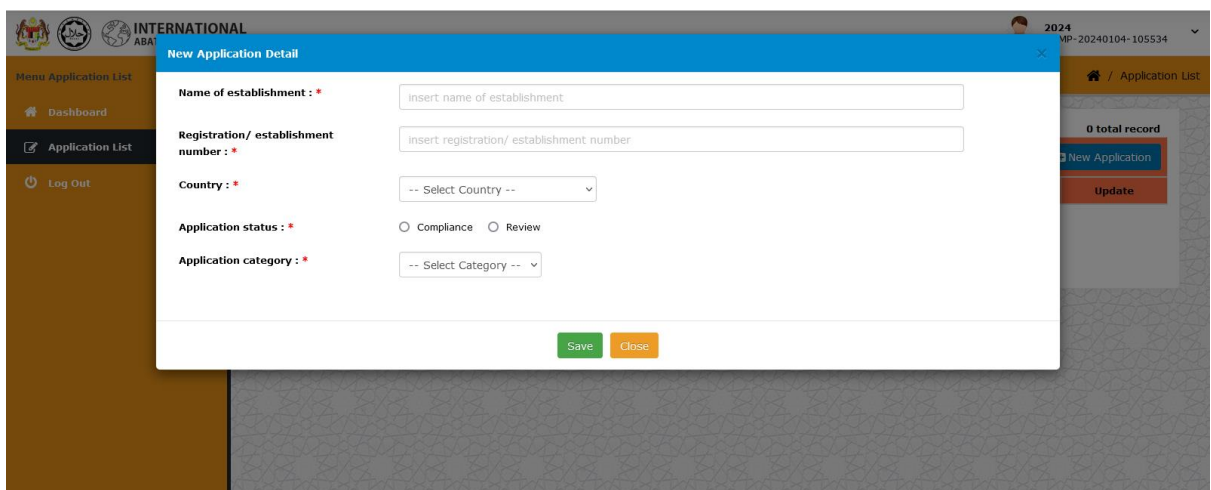 INTERNATIONAL
ABAT
2024
MP-20240104-105534
New Application Detail
Menu Application List
/ Application List
Dashboard
Application List
Log Out
0 total record
New Application
Update
Name of establishment : *
insert name of establishment
Registration/ establishment
number : *
insert registration/ establishment number
Country : *
-- Select Country --
Application status : *
Compliance
Review
Application category : *
-- Select Category --
Save
Close